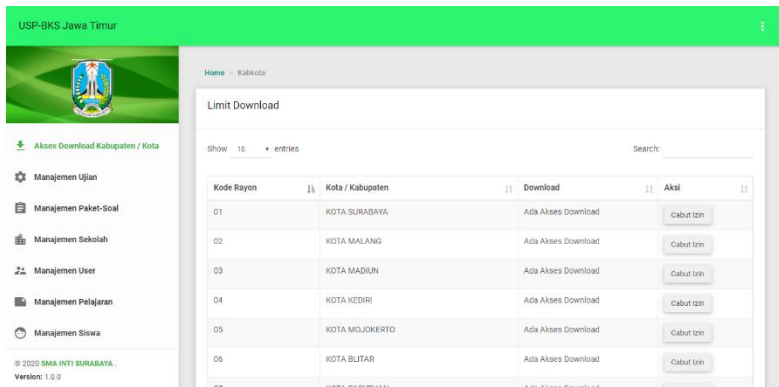 USP-BKS Jawa Timur
Home > Kabkota
Limit Download
Akses Download Kabupaten / Kota
Manajemen Ujian
Manajemen Paket-Soal
Manajemen Sekolah
Manajemen User
Manajemen Pelajaran
Manajemen Siswa
© 2020 SMA INTI SURABAYA .
Version: 1.0.0
Show 10 entries Search:
Kode Rayon Kota / Kabupaten Download Aksi
01 KOTA SURABAYA Ada Akses Download Cabut Izin
02 KOTA MALANG Ada Akses Download Cabut Izin
03 KOTA MADIUN Ada Akses Download Cabut Izin
04 KOTA KEDIRI Ada Akses Download Cabut Izin
05 KOTA MOJOKERTO Ada Akses Download Cabut Izin
06 KOTA BLITAR Ada Akses Download Cabut Izin